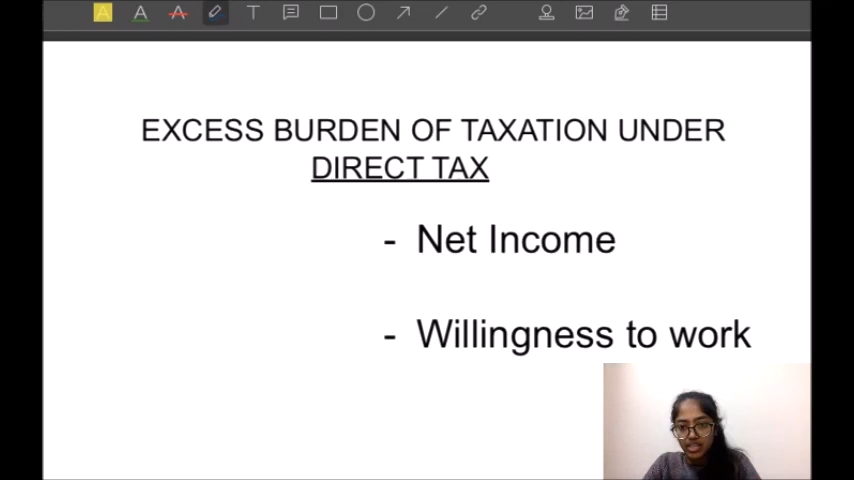 EXCESS BURDEN OF TAXATION UNDER
DIRECT TAX
- Net Income
- Willingness to work